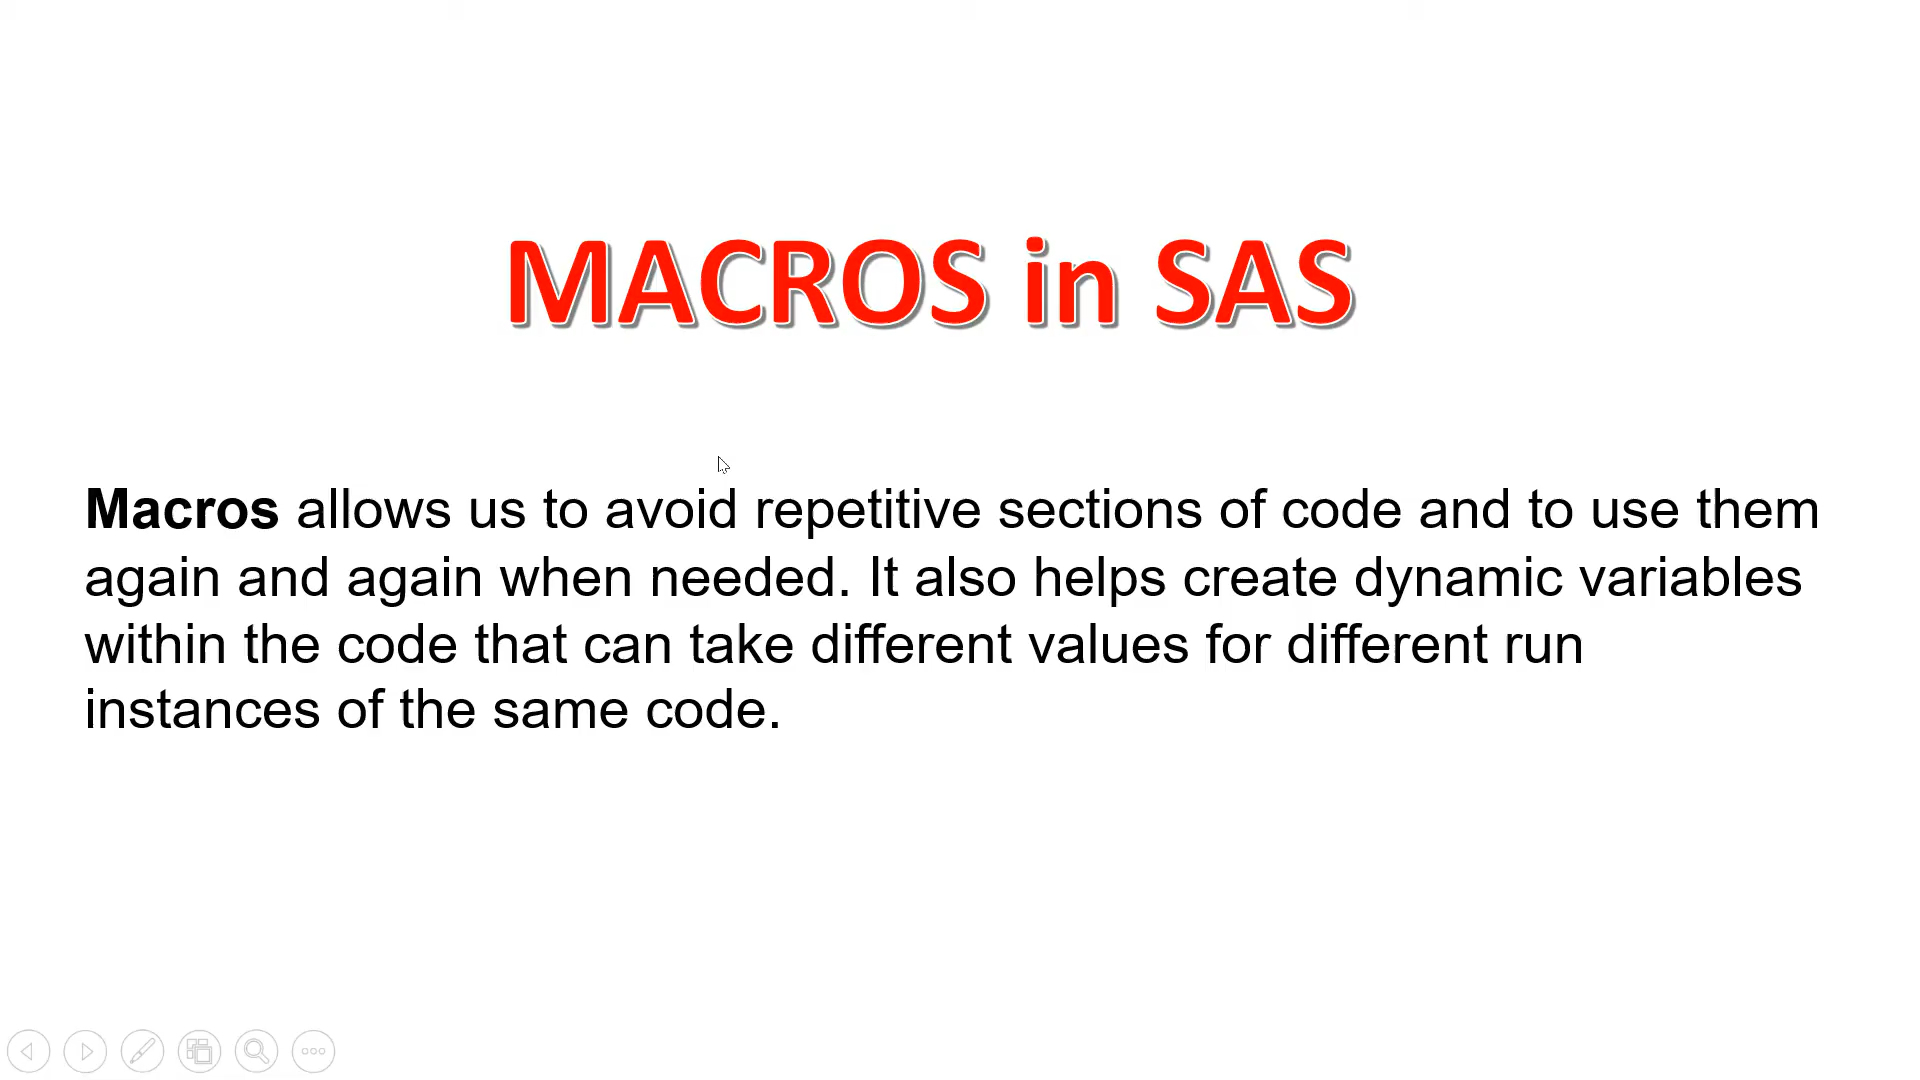 MACROS in SAS
Macros allows us to avoid repetitive sections of code and to use them
again and again when needed. It also helps create dynamic variables
within the code that can take different values for different run
instances of the same code.